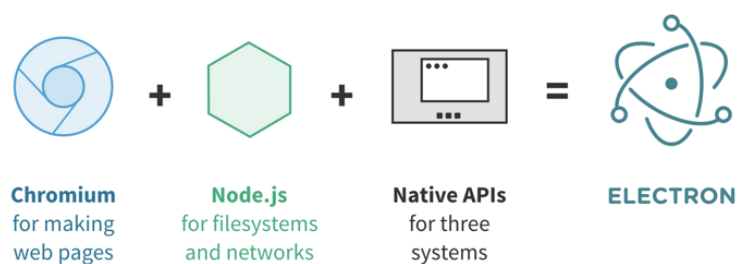 +
+
=
Chromium
for making
web pages
Node.js
for filesystems
and networks
Native APIs
for three
systems
ELECTRON